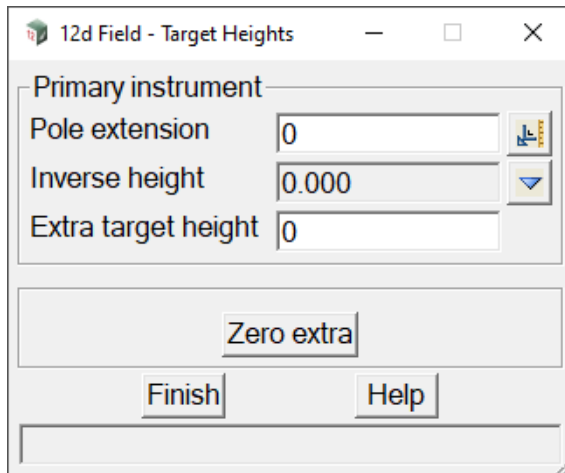 12d Field - Target Heights
Primary instrument
Pole extension 0
Inverse height 0.000
Extra target height 0
Zero extra
Finish Help